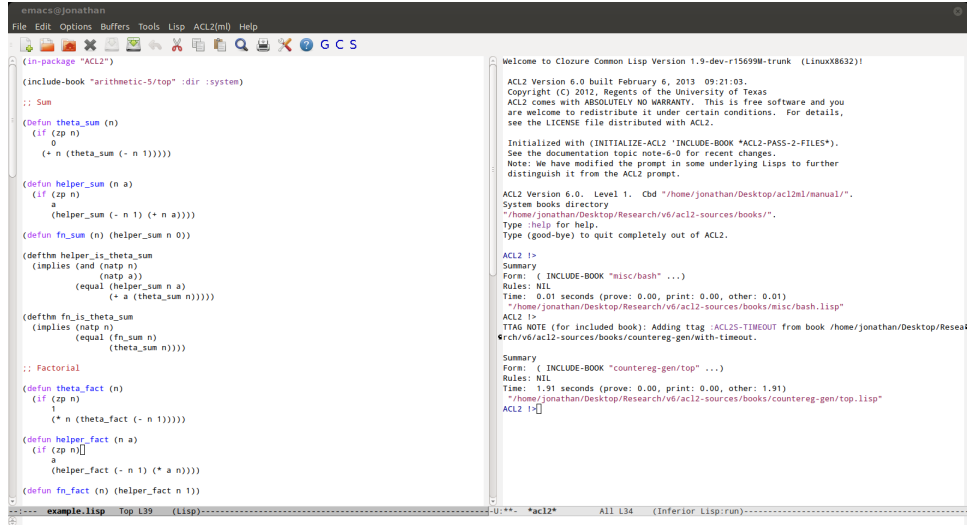 emacs@jonathan
File Edit Options Buffers Tools Lisp ACL2(ml) Help
G C S
(in-package "ACL2")
(include-book "arithmetic-5/top" :dir :system)
;; Sum
(Defun theta_sum (n)
(if (zp n)
0
(+ n (theta_sum (- n 1)))))
(defun helper_sum (n a)
(if (zp n)
a
(helper_sum (- n 1) (+ n a))))
(defun fn_sum (n) (helper_sum n 0))
(defthm helper_is_theta_sum
(implies (and (natp n)
(natp a))
(equal (helper_sum n a)
(+ a (theta_sum n)))))
(defthm fn_is_theta_sum
(implies (natp n)
(equal (fn_sum n)
(theta_sum n))))
;; Factorial
(defun theta_fact (n)
(if (zp n)
1
(* n (theta_fact (- n 1)))))
(defun helper_fact (n a)
(if (zp n)
a
(helper_fact (- n 1) (* a n))))
(defun fn_fact (n) (helper_fact n 1))
--:--- example.lisp Top L39 (Lisp)
Welcome to Clozure Common Lisp Version 1.9-dev-r15699M-trunk (LinuxX8632)!
ACL2 Version 6.0 built February 6, 2013 09:21:03.
Copyright (C) 2012, Regents of the University of Texas
ACL2 comes with ABSOLUTELY NO WARRANTY. This is free software and you
are welcome to redistribute it under certain conditions. For details,
see the LICENSE file distributed with ACL2.
Initialized with (INITIALIZE-ACL2 'INCLUDE-BOOK *ACL2-PASS-2-FILES*).
See the documentation topic note-6-0 for recent changes.
Note: We have modified the prompt in some underlying Lisps to further
distinguish it from the ACL2 prompt.
ACL2 Version 6.0. Level 1. Cbd "/home/jonathan/Desktop/acl2ml/manual/".
System books directory
"/home/jonathan/Desktop/Research/v6/acl2-sources/books/".
Type :help for help.
Type (good-bye) to quit completely out of ACL2.
ACL2 !>
Summary
Form: ( INCLUDE-BOOK "misc/bash" ...)
Rules: NIL
Time: 0.01 seconds (prove: 0.00, print: 0.00, other: 0.01)
"/home/jonathan/Desktop/Research/v6/acl2-sources/books/misc/bash.lisp"
ACL2 !>
TTAG NOTE (for included book): Adding ttag :ACL2S-TIMEOUT from book /home/jonathan/Desktop/Resea
rch/v6/acl2-sources/books/countereg-gen/with-timeout.
Summary
Form: ( INCLUDE-BOOK "countereg-gen/top" ...)
Rules: NIL
Time: 1.91 seconds (prove: 0.00, print: 0.00, other: 1.91)
"/home/jonathan/Desktop/Research/v6/acl2-sources/books/countereg-gen/top.lisp"
ACL2 !>
-U:**- *acl2* All L34 (Inferior Lisp:run)